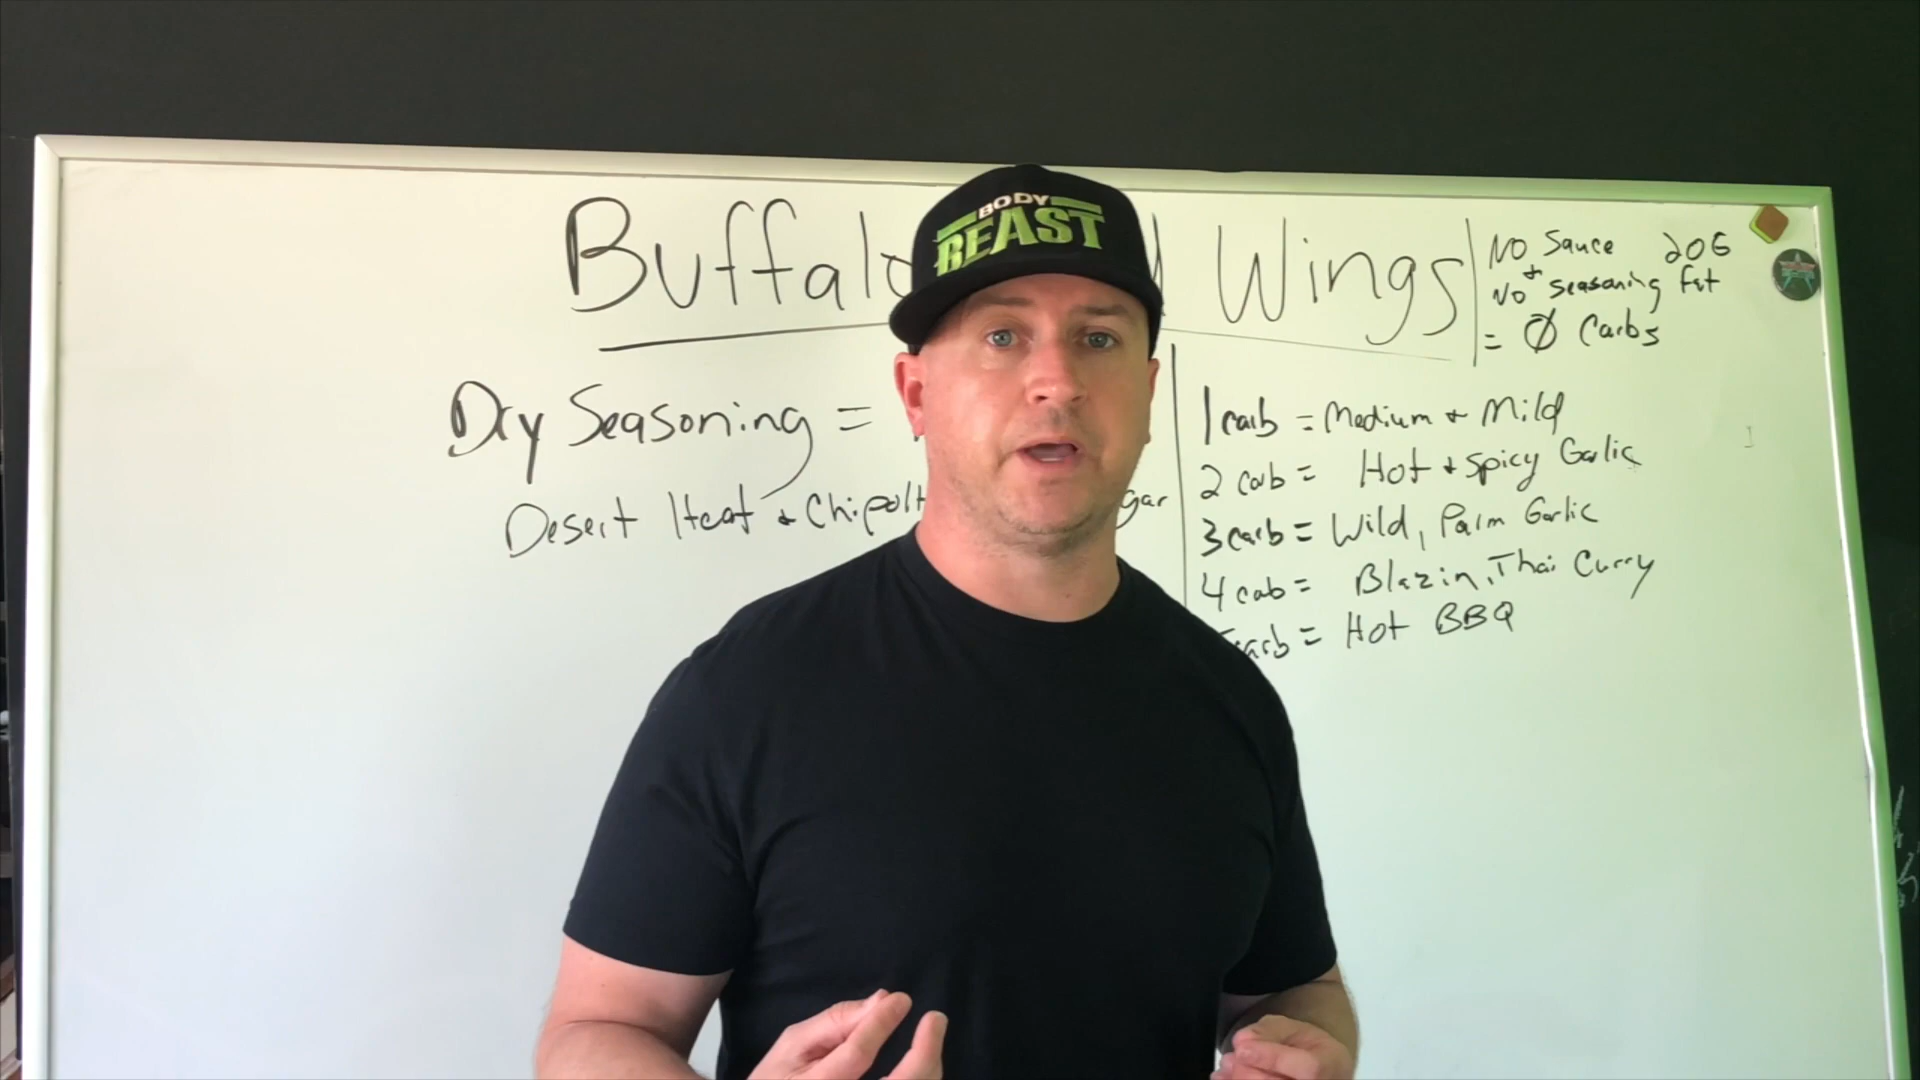 BODY
BEAST
Buffalo Wings
No Sauce 20G
No + seasoning Fat
= Ø Carbs
Dry Seasoning =
Desert Heat + Chipolt
gar
1 carb = Medium + Mild
2 carb = Hot + Spicy Garlic
3 carb = Wild, Parm Garlic
4 cab = Blazin, Thai Curry
carb = Hot BBQ